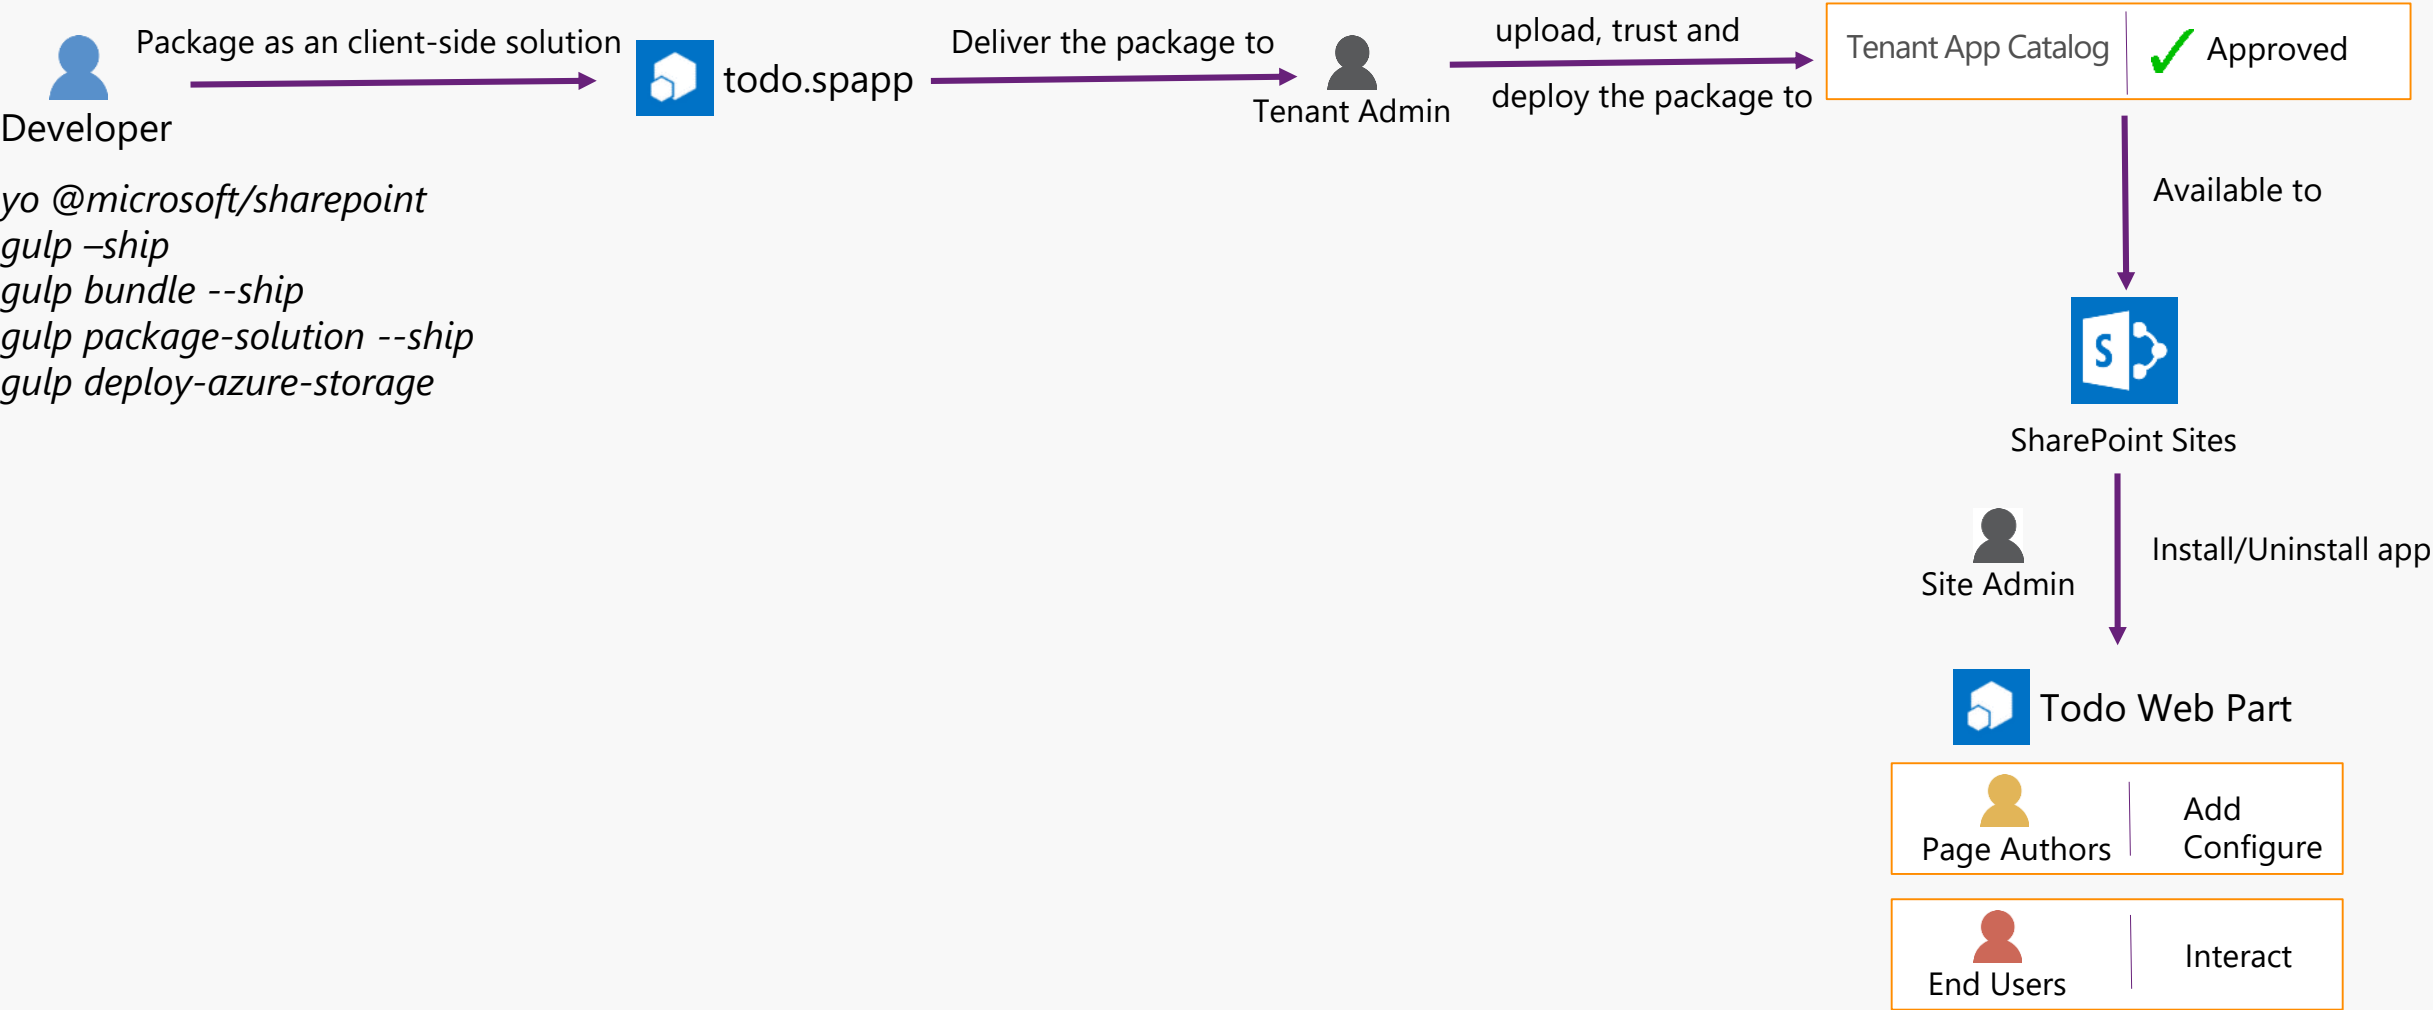 Package as an client-side solution
Developer
todo.spapp
Deliver the package to
Tenant Admin
upload, trust and
deploy the package to
Tenant App Catalog
Approved
yo @microsoft/sharepoint
gulp –ship
gulp bundle --ship
gulp package-solution --ship
gulp deploy-azure-storage
Available to
S
SharePoint Sites
Site Admin
Install/Uninstall app
Todo Web Part
Page Authors
Add
Configure
End Users
Interact